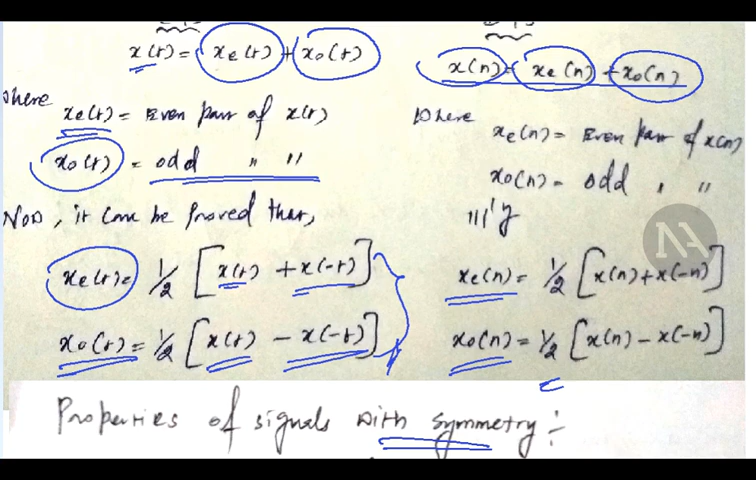 x(t) = xe(t) + xo(t)
where
xe(t) = Even part of x(t)
xo(t) = odd " "
Now, it can be proved that,
xe(t) = 1/2 [x(t) + x(-t)]
xo(t) = 1/2 [x(t) - x(-t)]
x(n) = xe(n) + xo(n)
Where
xe(n) = Even part of x(n)
xo(n) = odd " "
|||ly
xe(n) = 1/2 [x(n) + x(-n)]
xo(n) = 1/2 [x(n) - x(-n)]
Properties of signals with symmetry :-